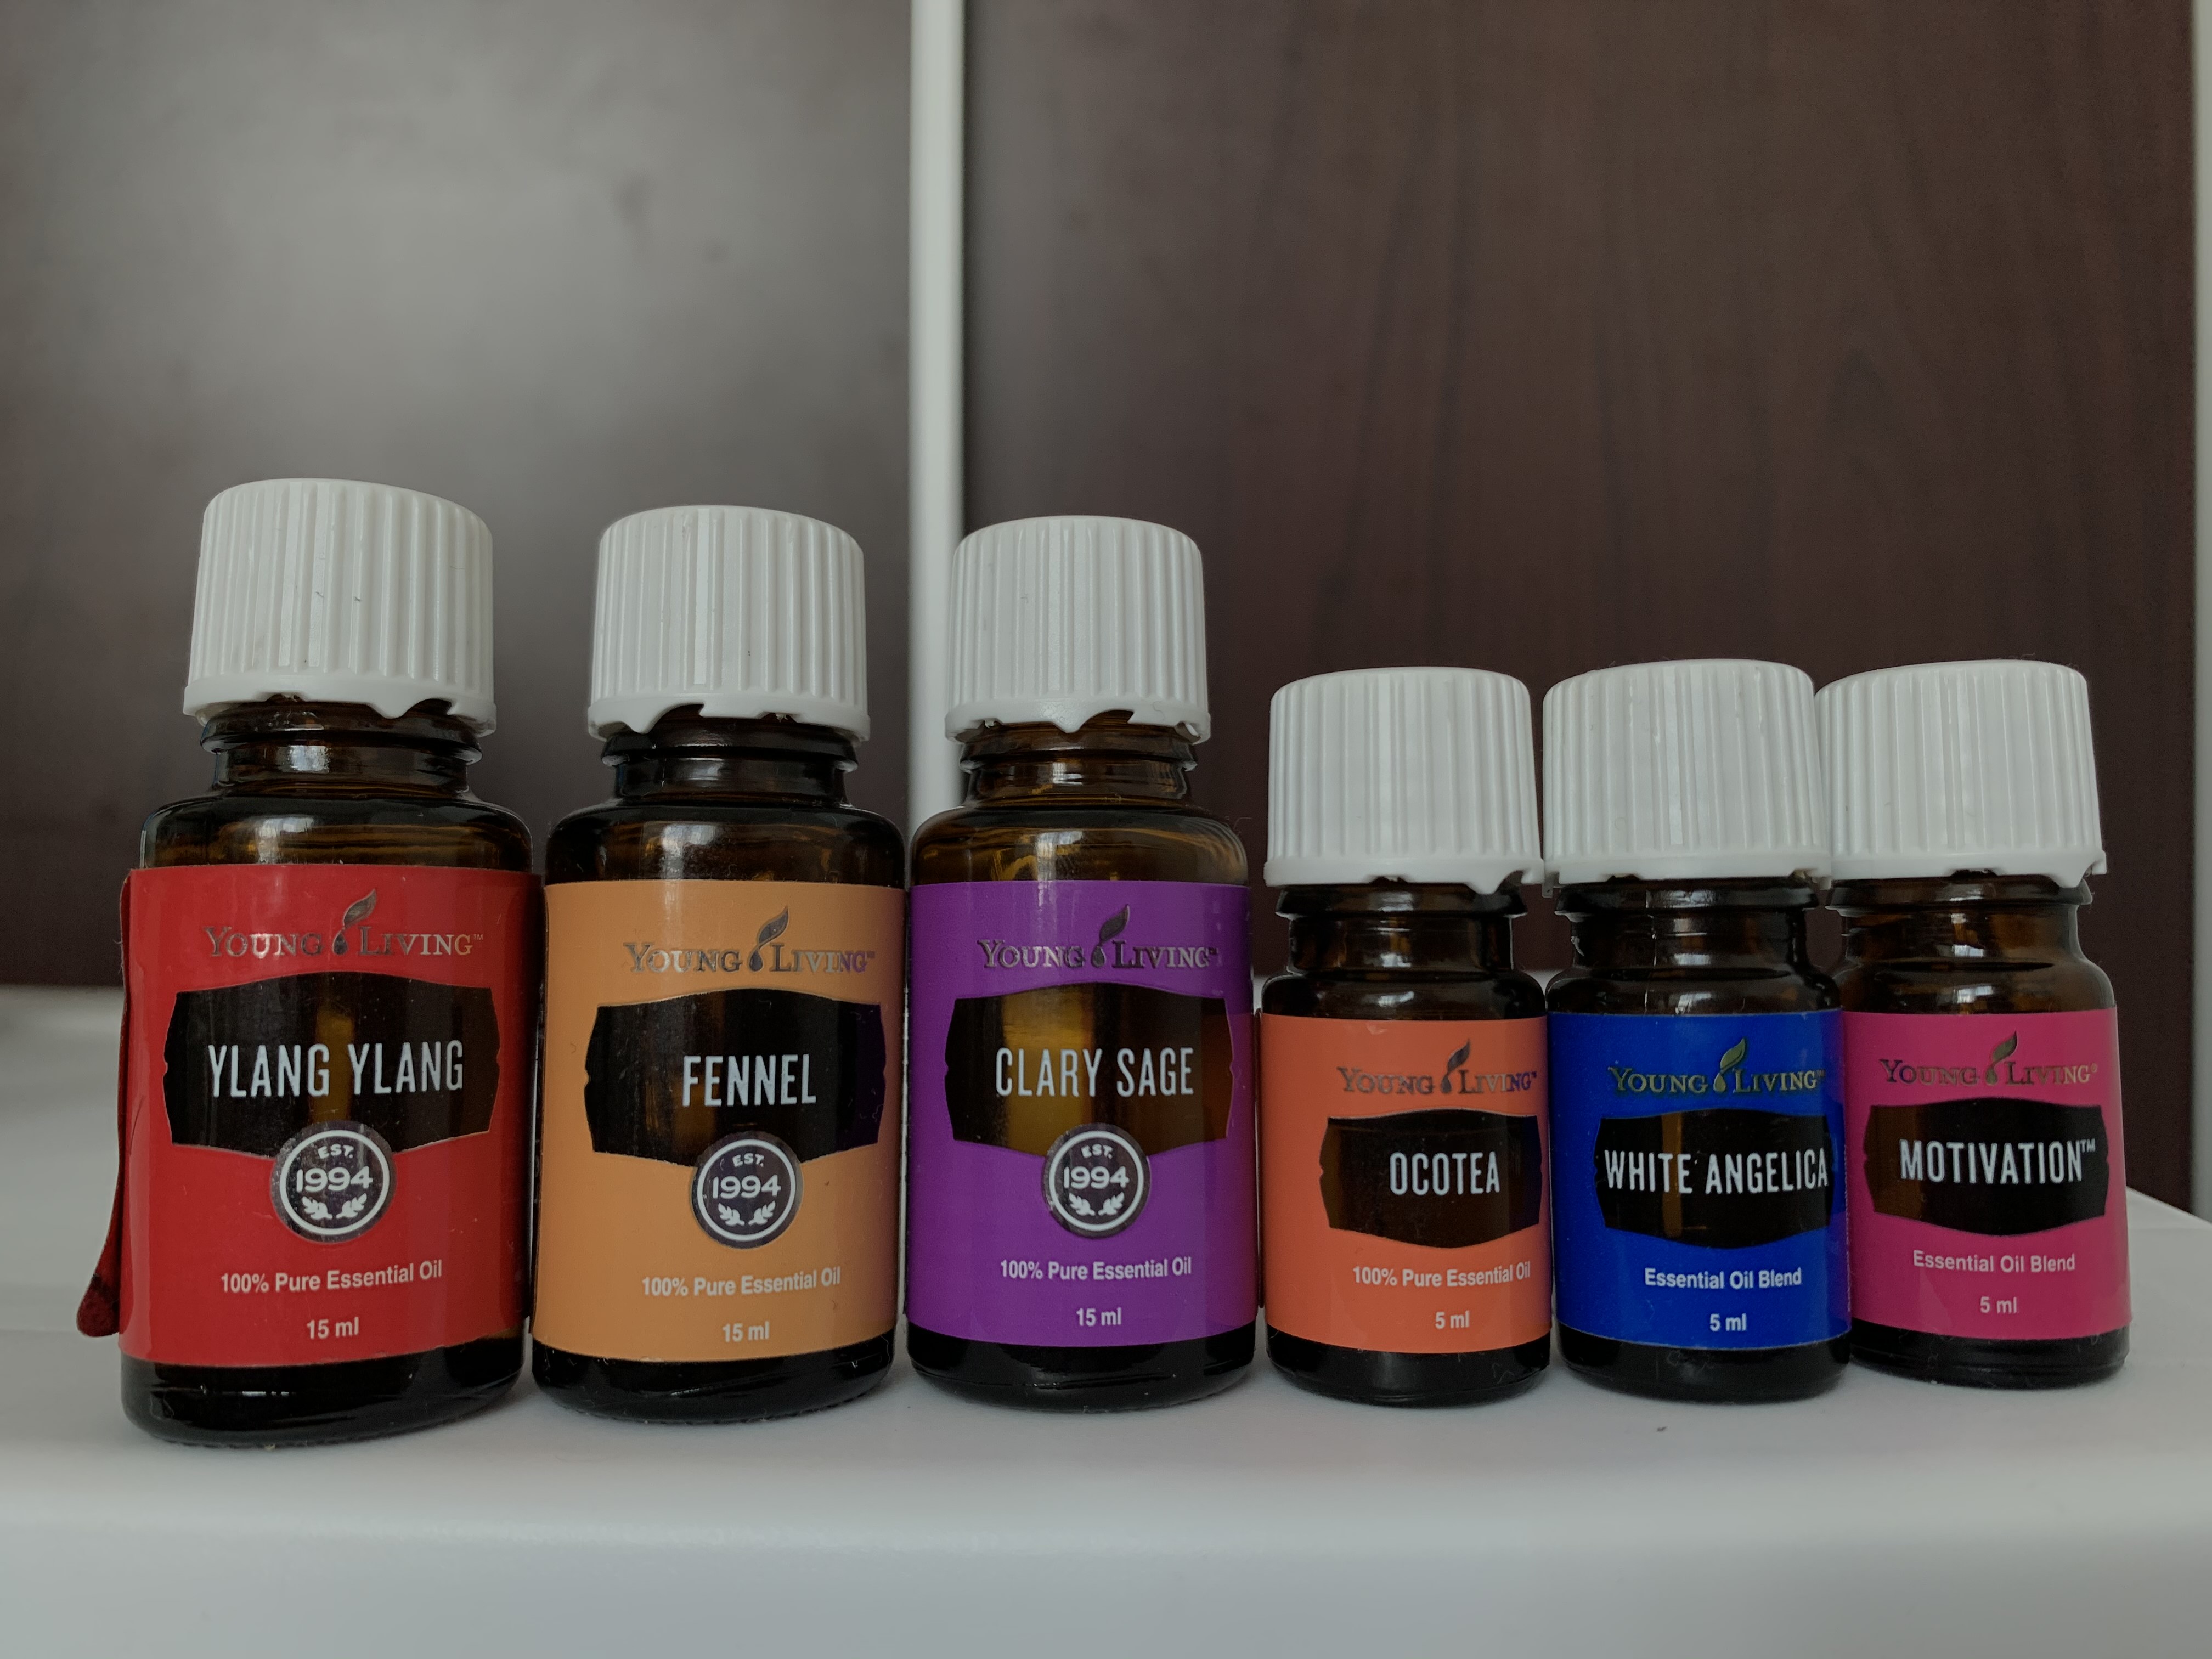 YOUNG LIVING™
YLANG YLANG
EST.
1994
100% Pure Essential Oil
15 ml
YOUNG LIVING™
FENNEL
EST.
1994
100% Pure Essential Oil
15 ml
YOUNG LIVING™
CLARY SAGE
EST.
1994
100% Pure Essential Oil
15 ml
YOUNG LIVING™
OCOTEA
100% Pure Essential Oil
5 ml
YOUNG LIVING™
WHITE ANGELICA
Essential Oil Blend
5 ml
YOUNG LIVING®
MOTIVATION™
Essential Oil Blend
5 ml